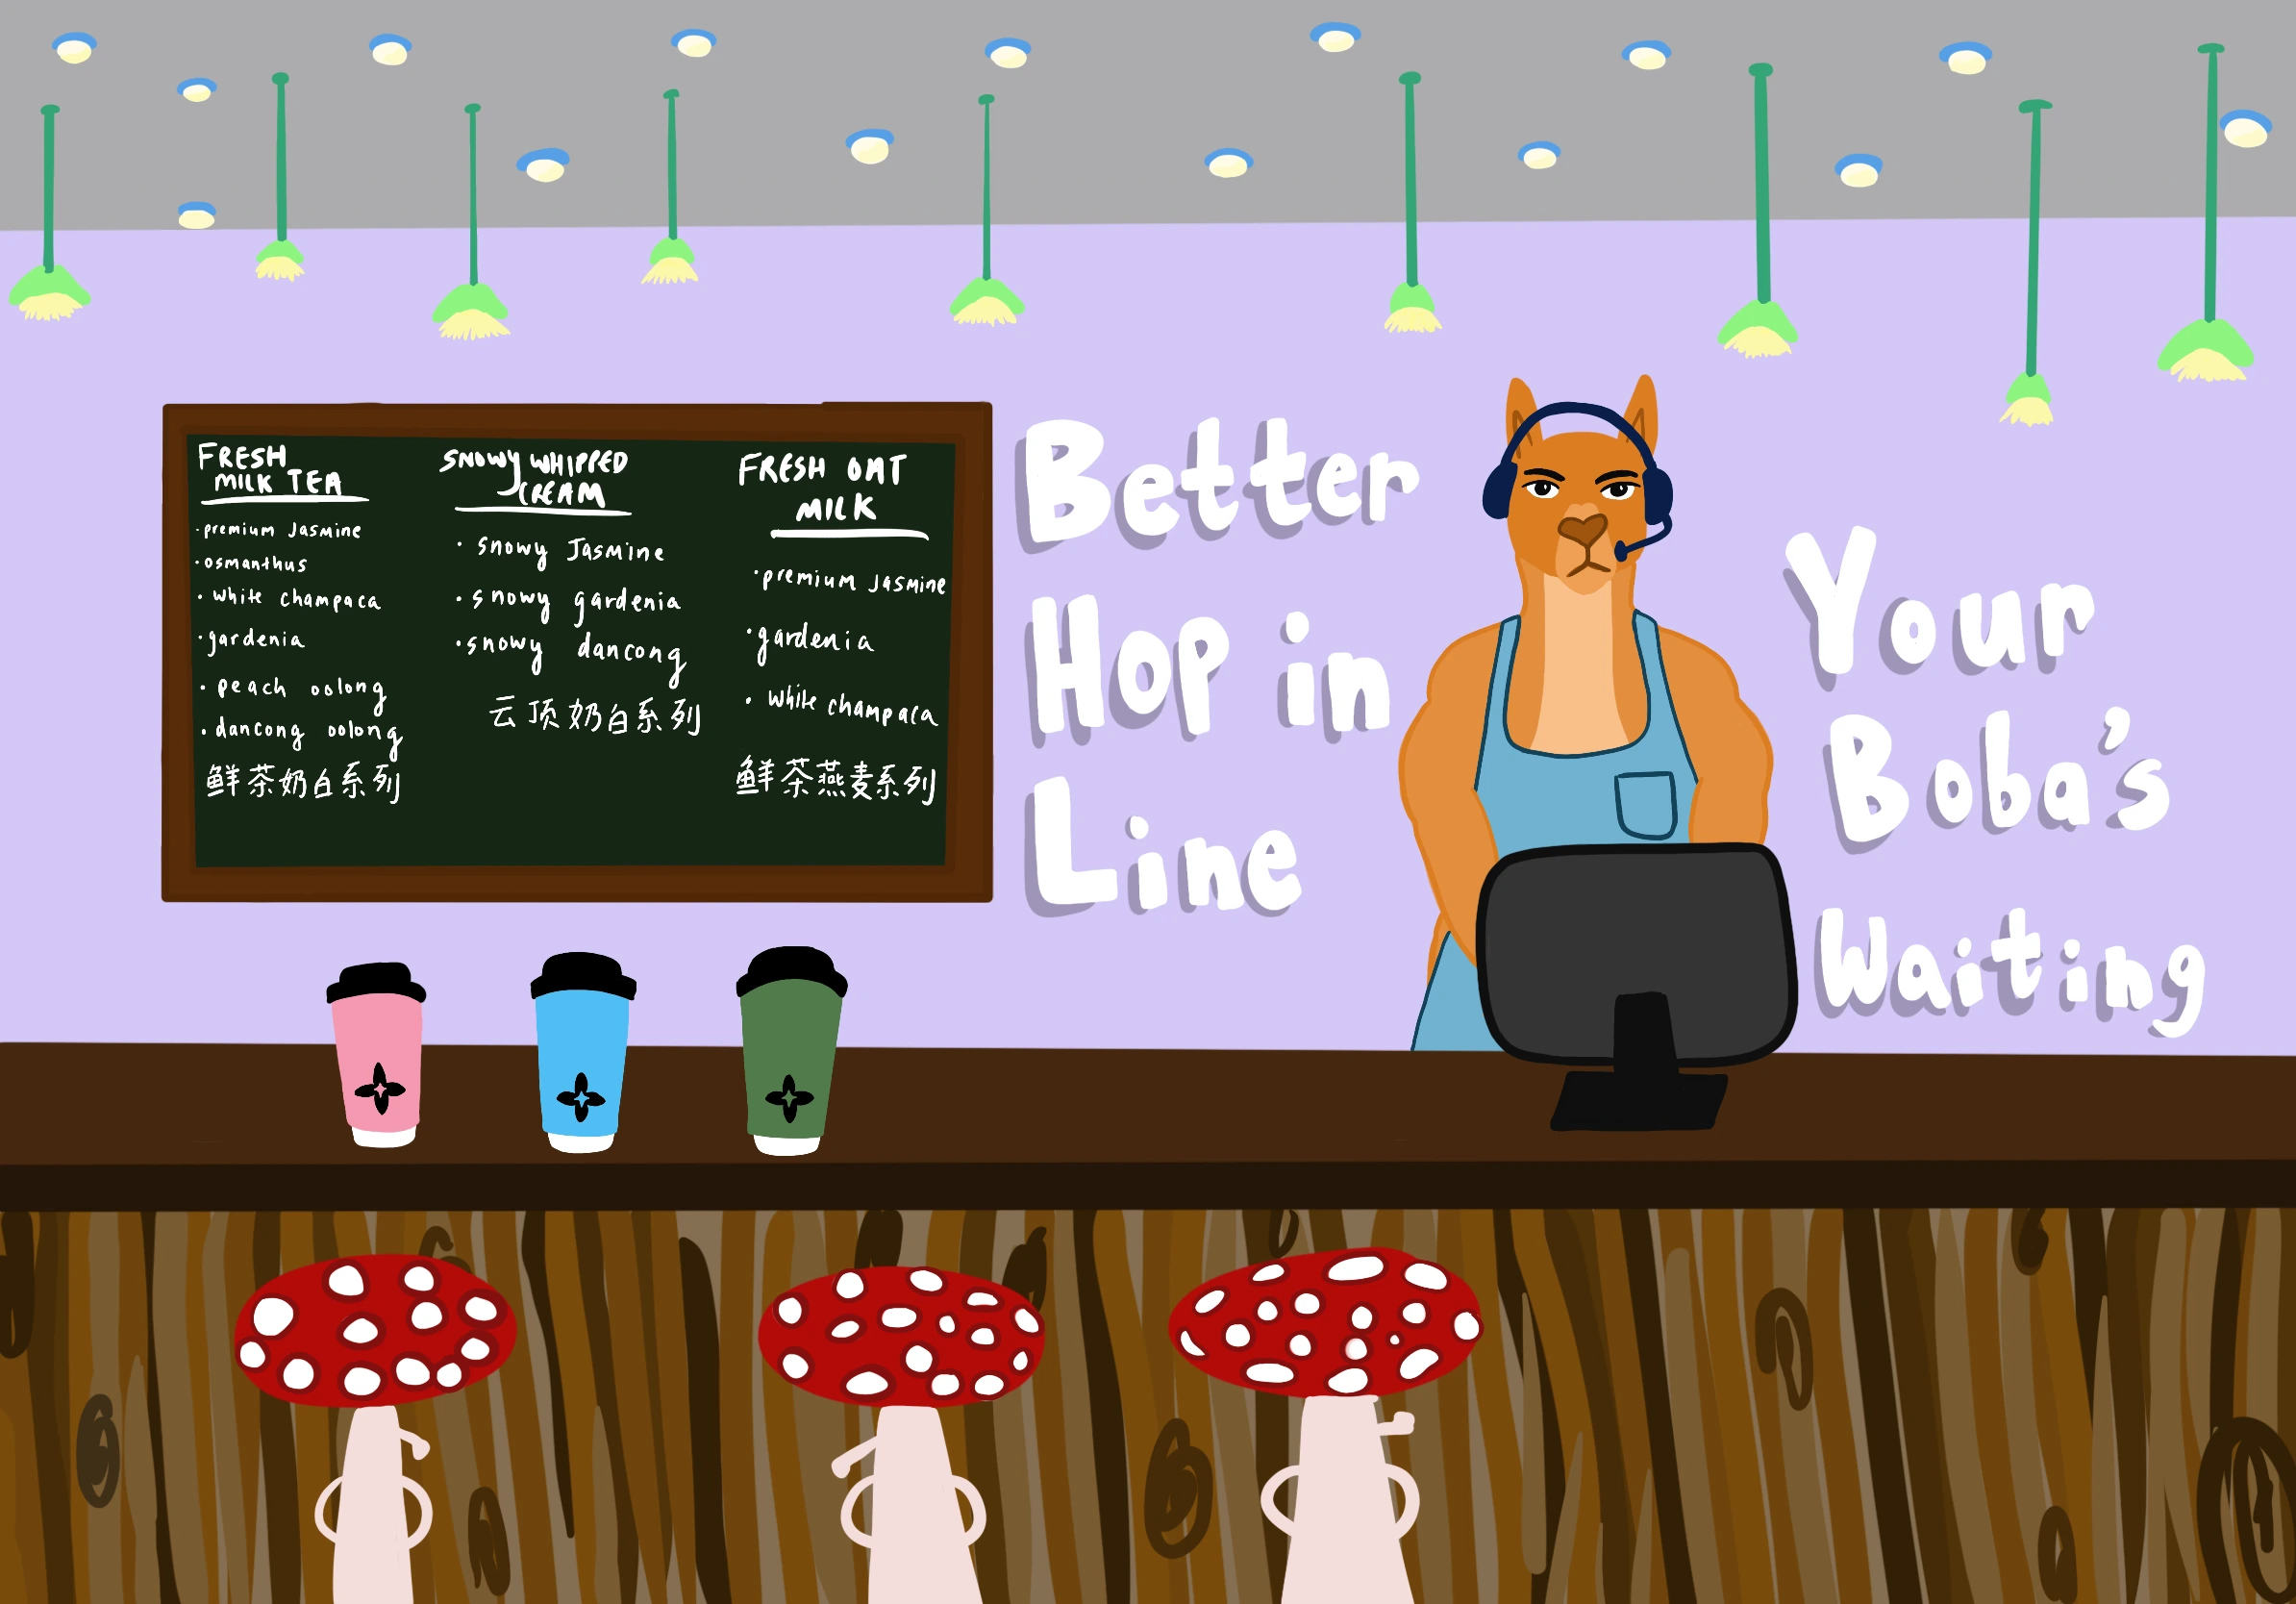 FRESH
MILK TEA
· premium Jasmine
· osmanthus
· white champaca
· gardenia
· peach oolong
· dancong oolong
鲜茶奶白系列
SNOWY WHIPPED
CREAM
· snowy Jasmine
· snowy gardenia
· snowy dancong
云顶奶白系列
FRESH OAT
MILK
· premium Jasmine
· gardenia
· white champaca
鲜茶燕麦系列
Better
Hop in
Line
Your
Boba's
Waiting